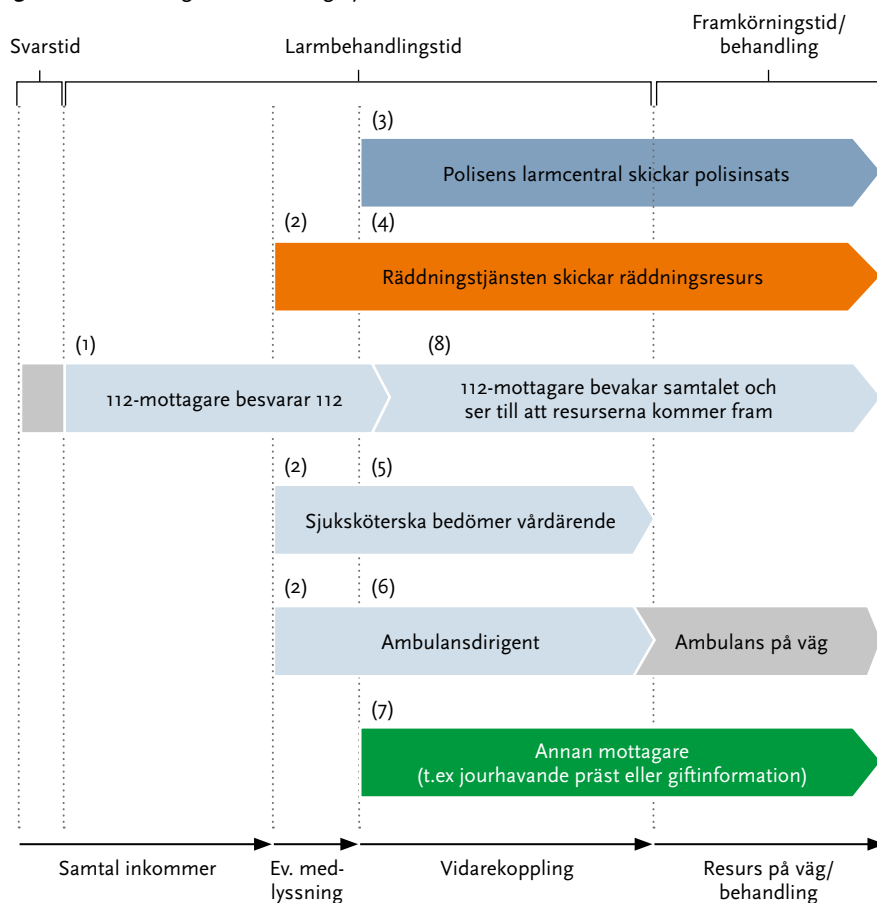 Svarstid
Larmbehandlingstid
Framkörningstid/
behandling
(3)
Polisens larmcentral skickar polisinsats
(2)
(4)
Räddningstjänsten skickar räddningsresurs
(1)
(8)
112-mottagare besvarar 112
112-mottagare bevakar samtalet och
ser till att resurserna kommer fram
(2)
(5)
Sjuksköterska bedömer vårdärende
(2)
(6)
Ambulansdirigent
Ambulans på väg
(7)
Annan mottagare
(t.ex jourhavande präst eller giftinformation)
Samtal inkommer
Ev. med-
lyssning
Vidarekoppling
Resurs på väg/
behandling